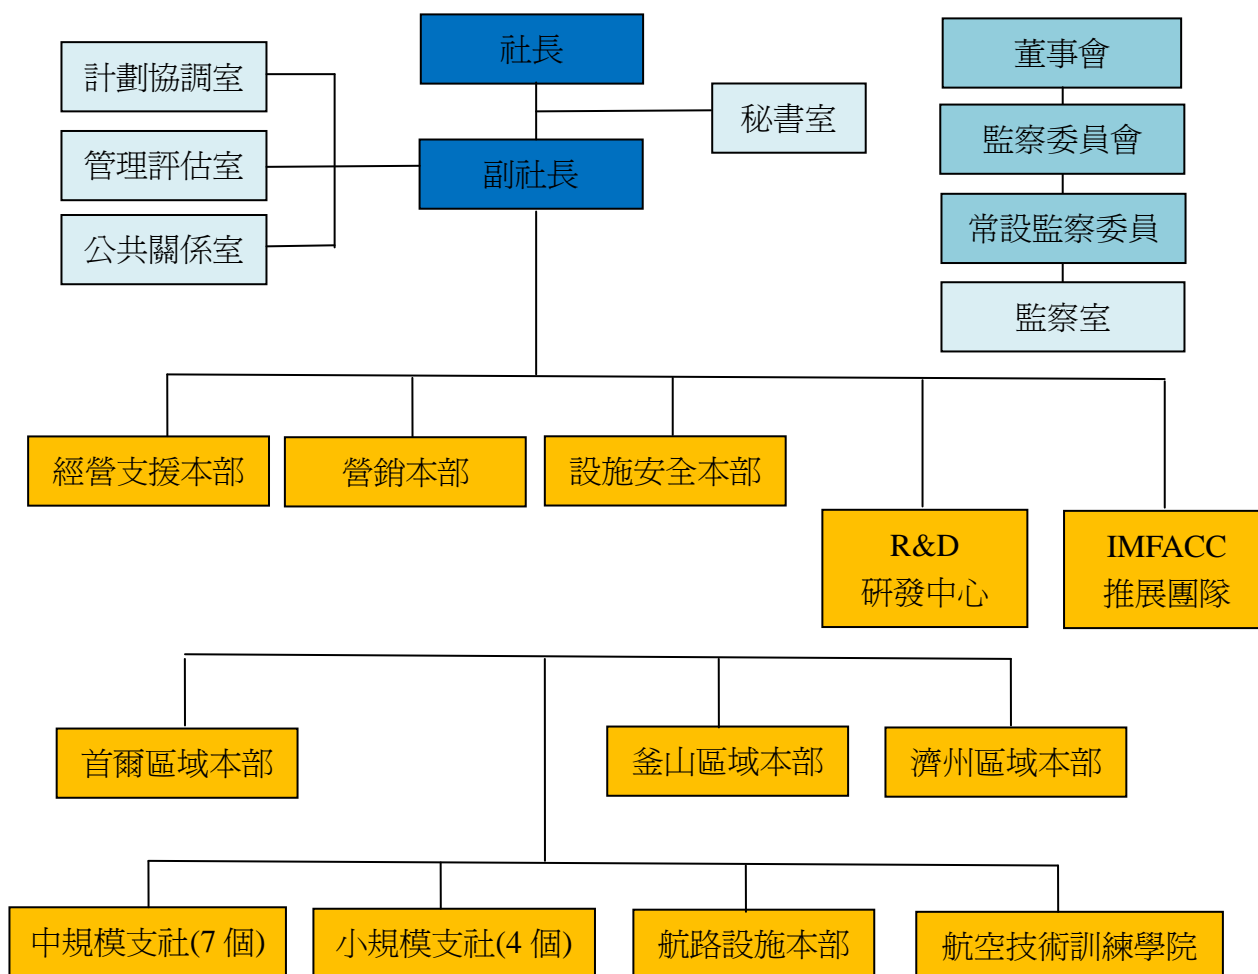 社長
董事會
計劃協調室
秘書室
監察委員會
管理評估室
副社長
常設監察委員
公共關係室
監察室
經營支援本部
營銷本部
設施安全本部
R&D
研發中心
IMFACC
推展團隊
首爾區域本部
釜山區域本部
濟州區域本部
中規模支社(7 個)
小規模支社(4 個)
航路設施本部
航空技術訓練學院